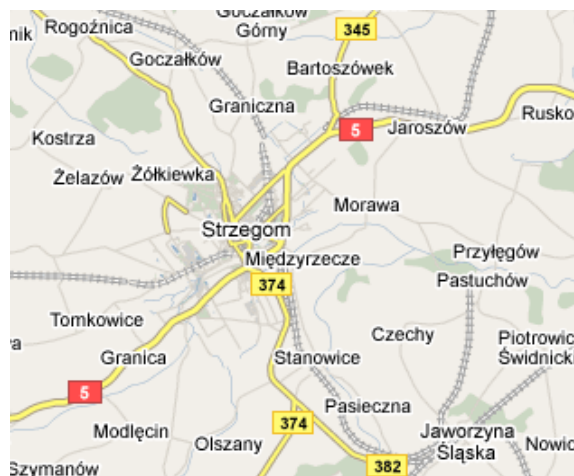 Goczałków
Górny
Rogoźnica
nik
345
Goczałków
Bartoszówek
Graniczna
Rusko
5
Jaroszów
Kostrza
Żelazów
Żółkiewka
Morawa
Strzegom
Międzyrzecze
Przyłęgów
374
Pastuchów
Tomkowice
Czechy
Piotrowic
Świdnicki
a
Granica
Stanowice
5
Pasieczna
374
Modlęcin
Olszany
Jaworzyna
Śląska
Nowic
382
Szymanów